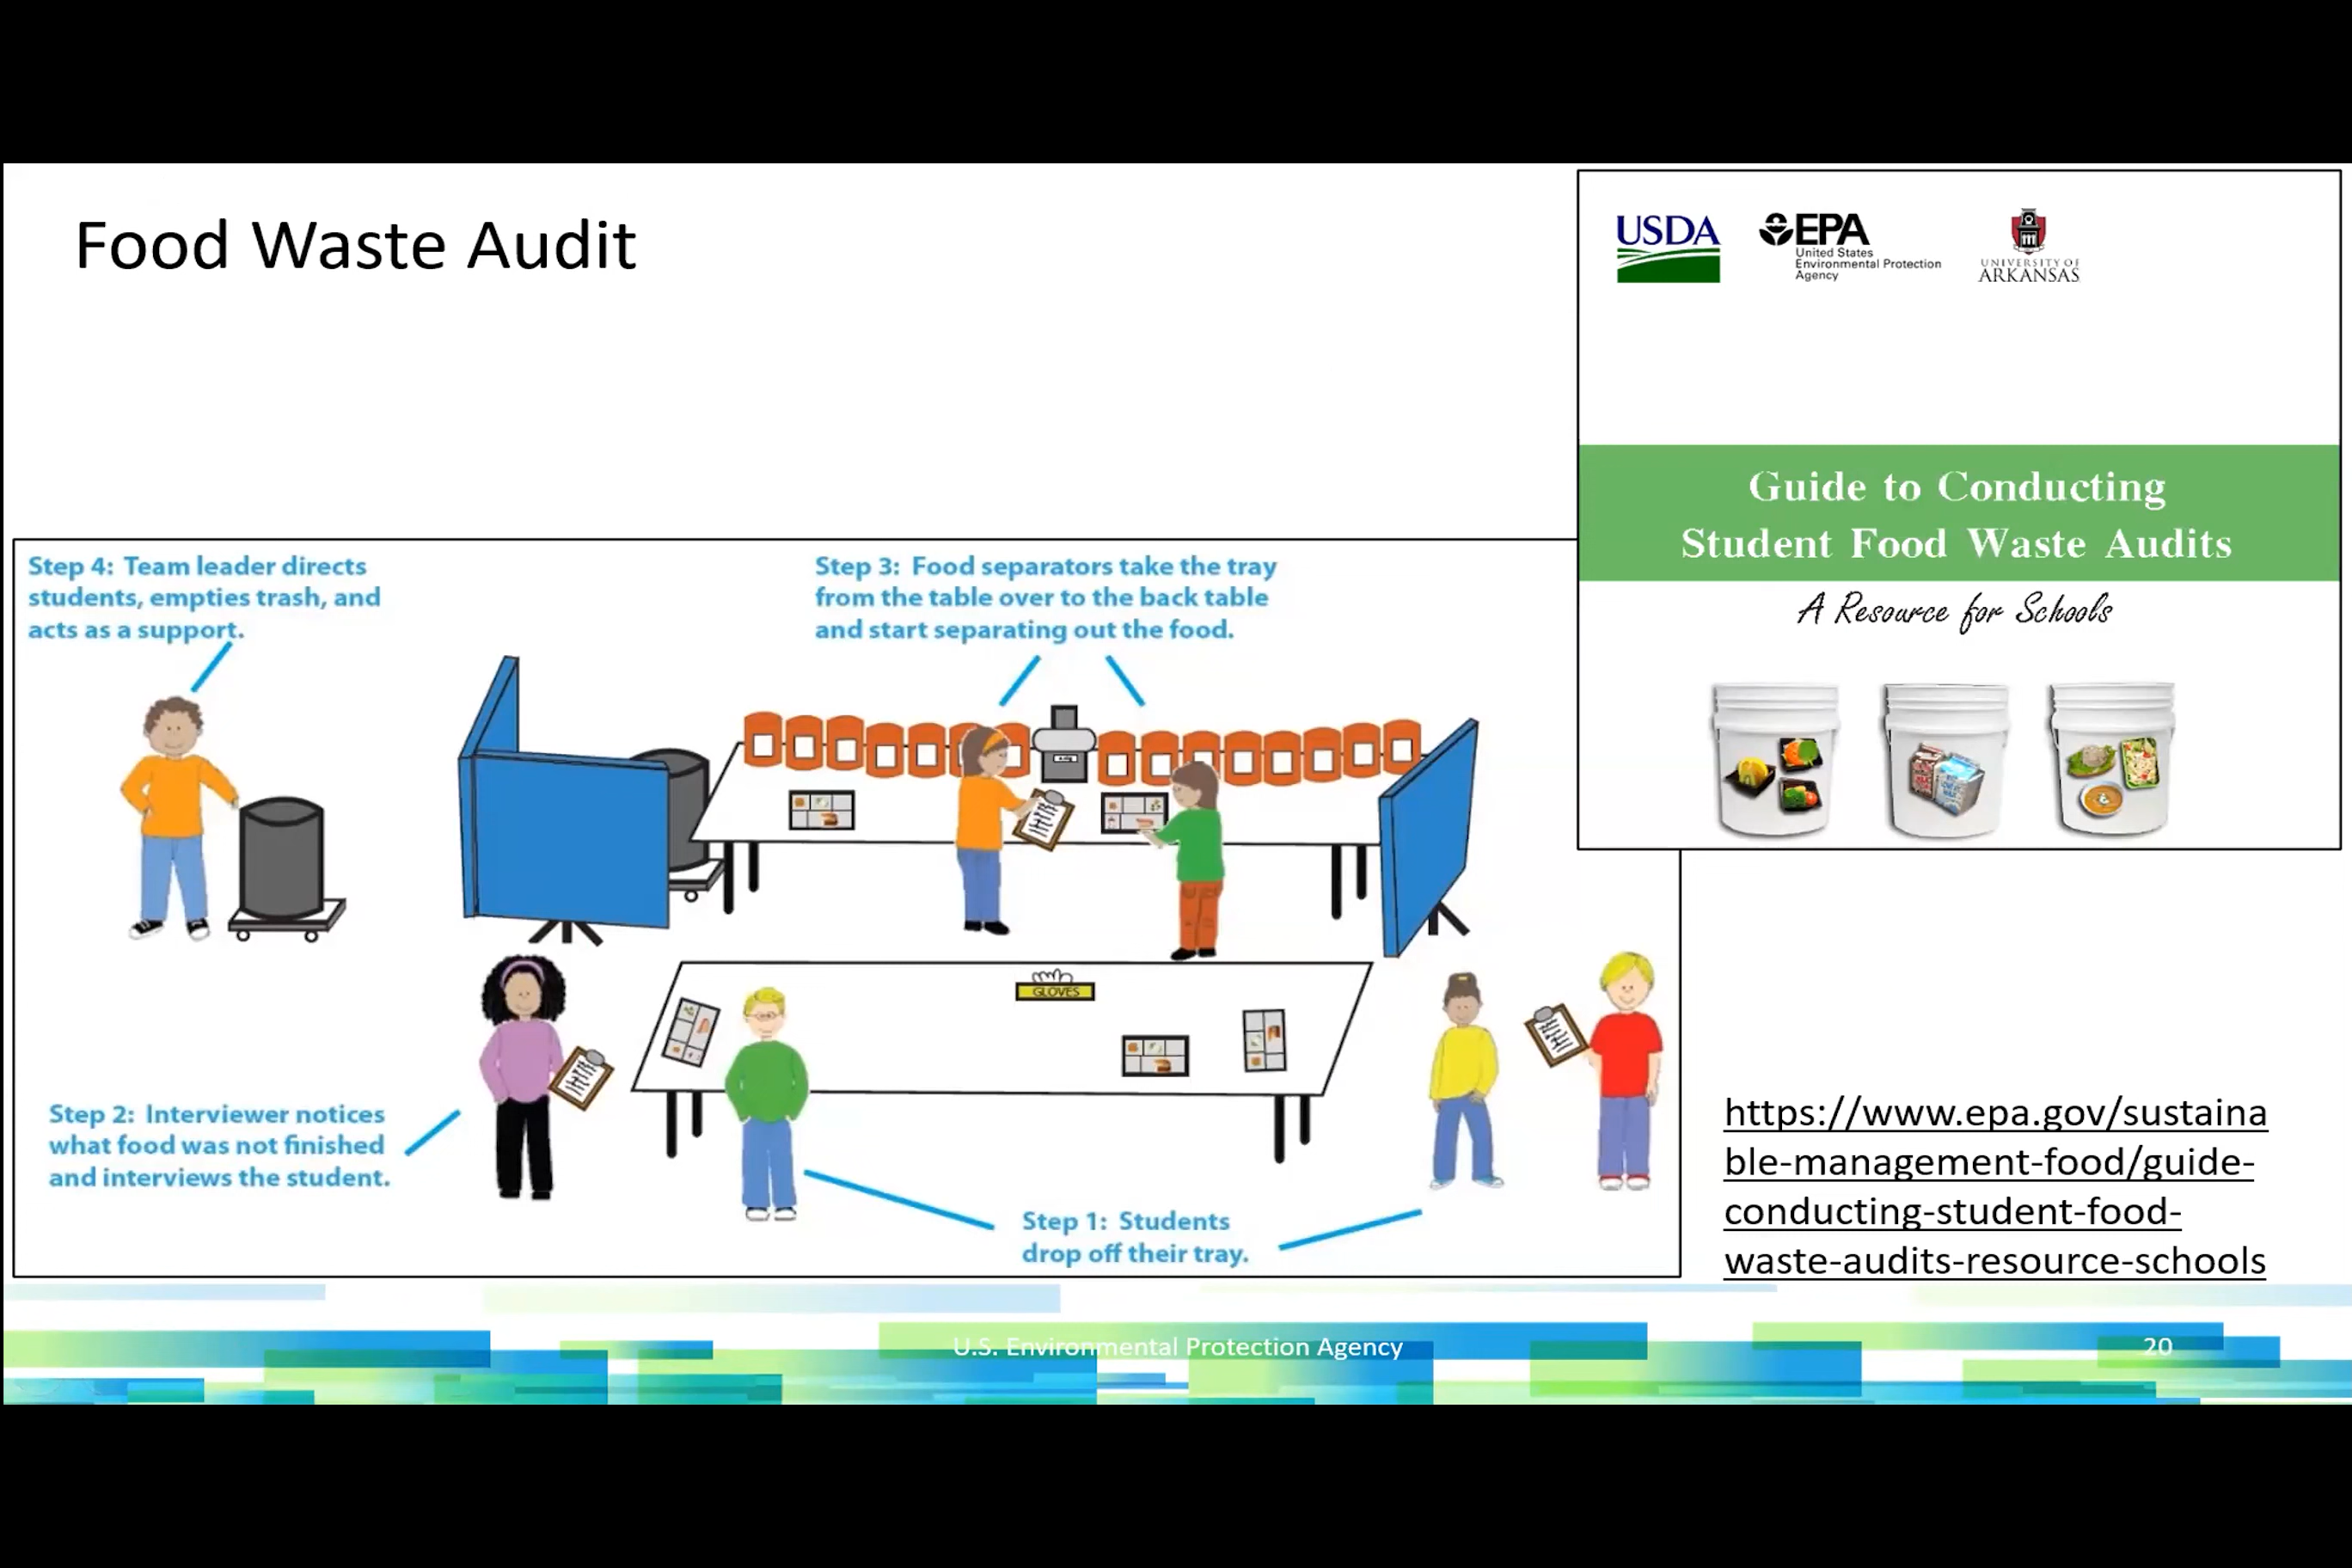 Food Waste Audit
USDA
EPA
United States
Environmental Protection
Agency
UNIVERSITY OF
ARKANSAS
Guide to Conducting
Student Food Waste Audits
A Resource for Schools
Step 4: Team leader directs
students, empties trash, and
acts as a support.
Step 3: Food separators take the tray
from the table over to the back table
and start separating out the food.
GLOVES
Step 2: Interviewer notices
what food was not finished
and interviews the student.
Step 1: Students
drop off their tray.
https://www.epa.gov/sustaina
ble-management-food/guide-
conducting-student-food-
waste-audits-resource-schools
U.S. Environmental Protection Agency
20